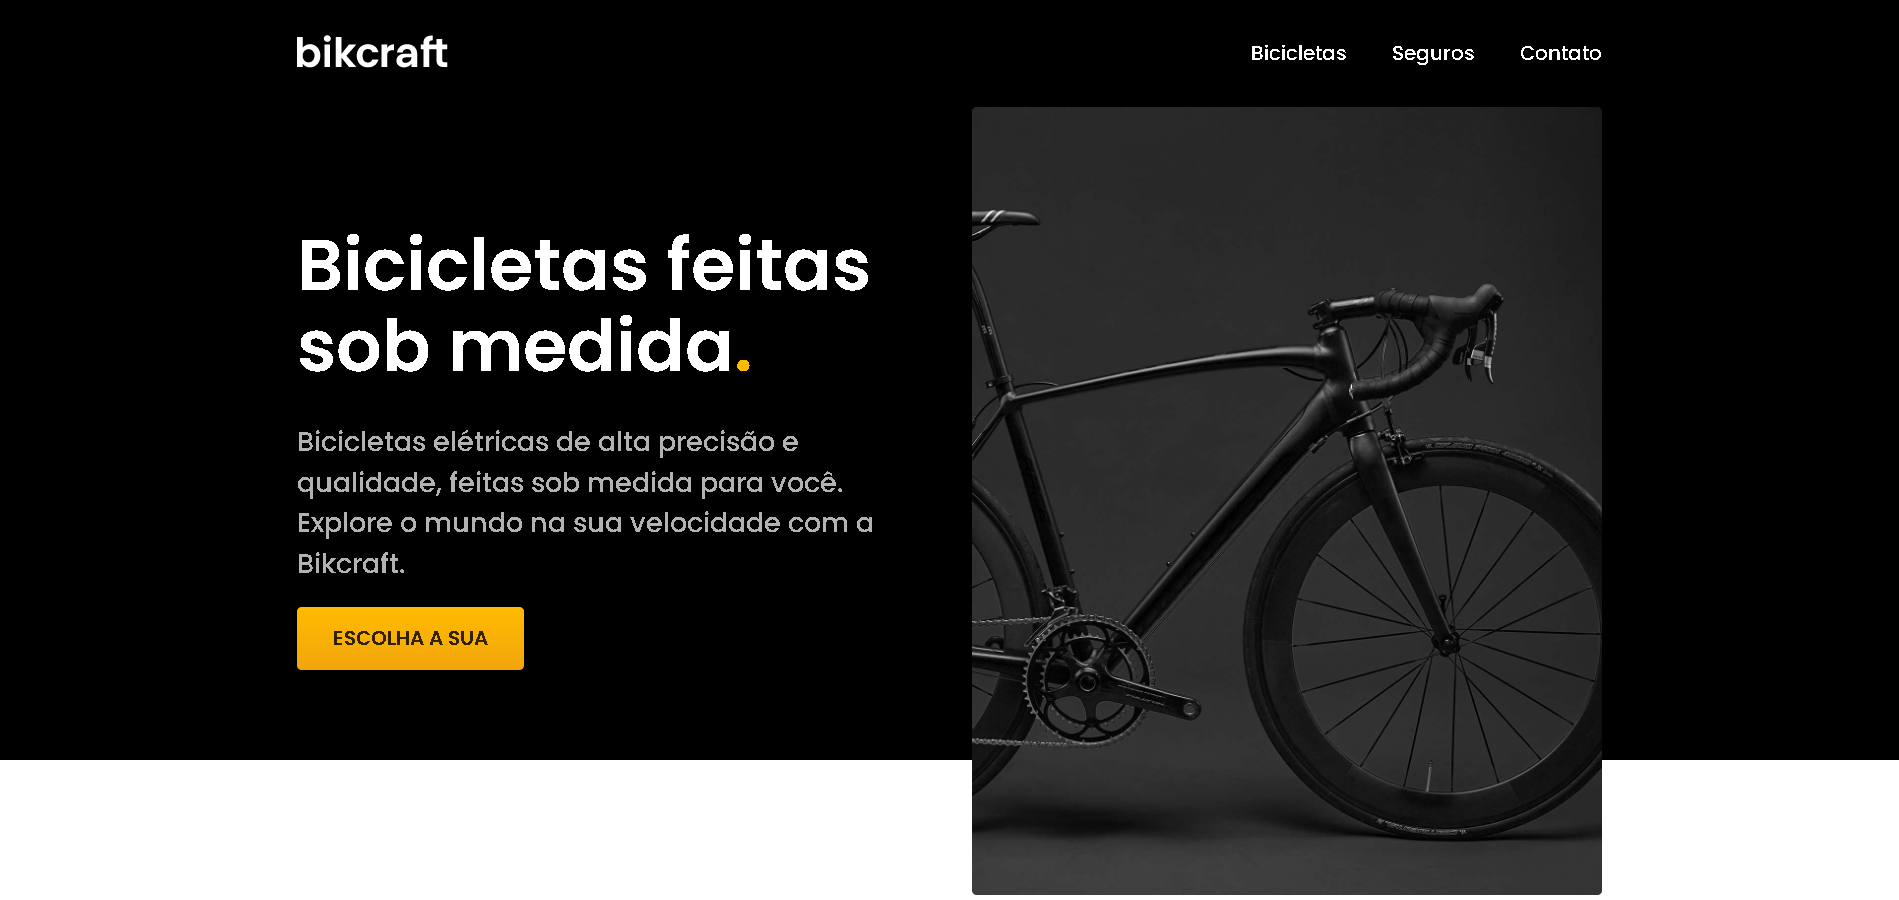 bikcraft
Bicicletas Seguros Contato
Bicicletas feitas
sob medida.
Bicicletas elétricas de alta precisão e
qualidade, feitas sob medida para você.
Explore o mundo na sua velocidade com a
Bikcraft.
ESCOLHA A SUA